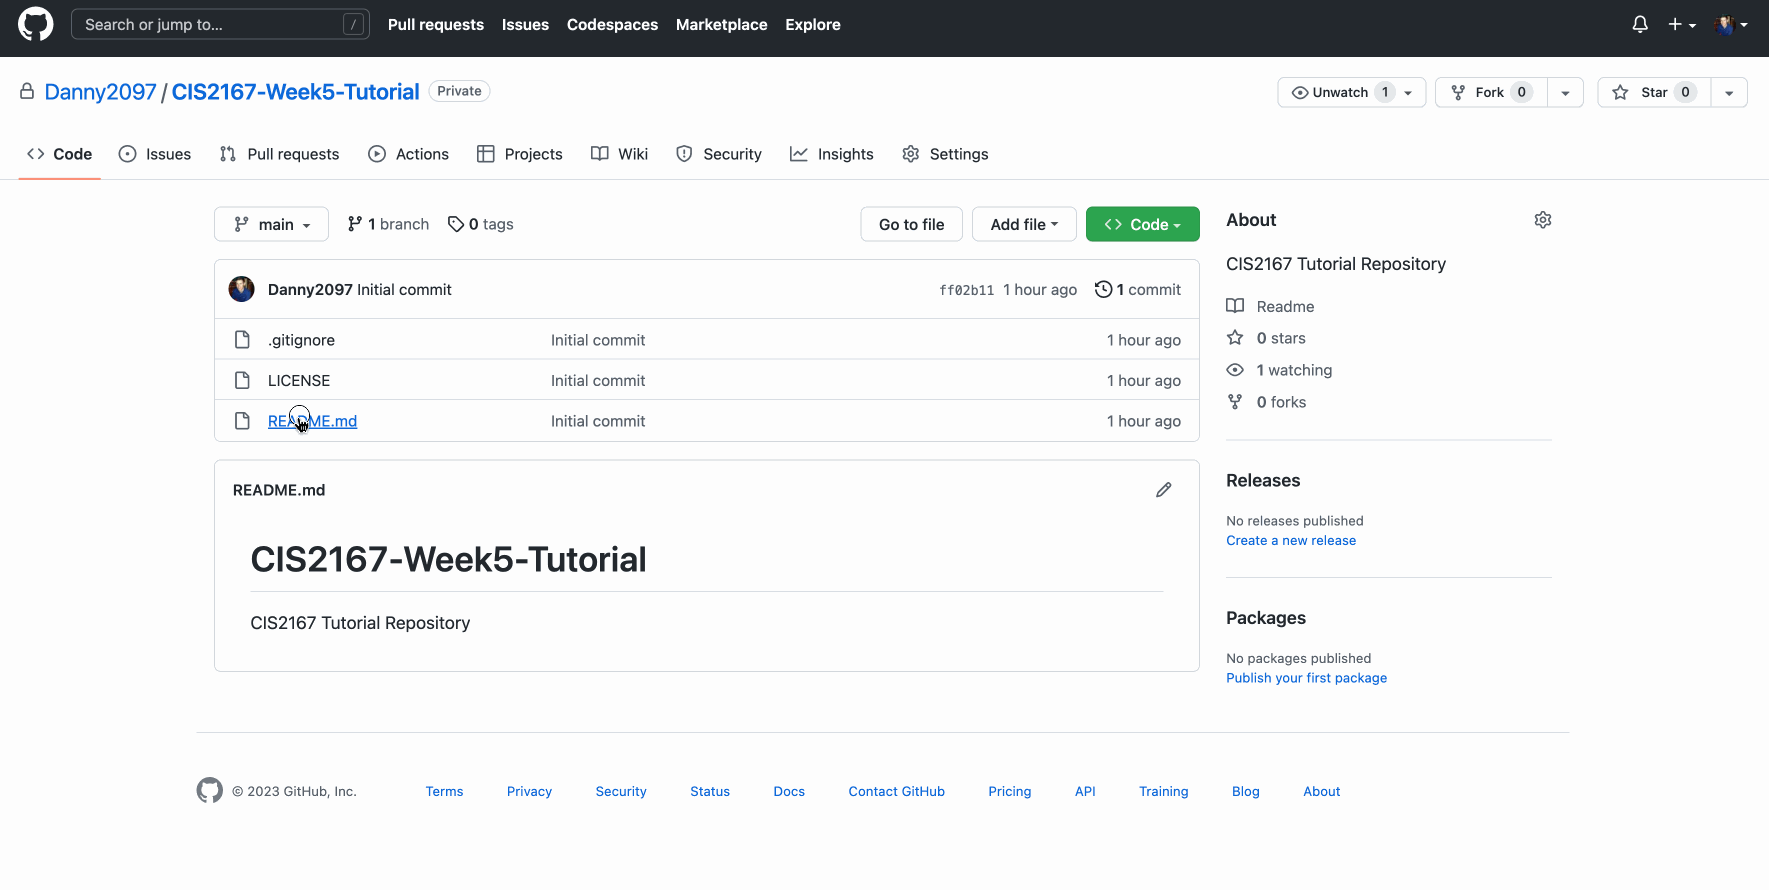 Search or jump to... /
Pull requests Issues Codespaces Marketplace Explore
Danny2097 / CIS2167-Week5-Tutorial Private
Unwatch 1 Fork 0 Star 0
Code Issues Pull requests Actions Projects Wiki Security Insights Settings
main 1 branch 0 tags
Go to file Add file Code
Danny2097 Initial commit ff02b11 1 hour ago 1 commit
.gitignore Initial commit 1 hour ago
LICENSE Initial commit 1 hour ago
README.md Initial commit 1 hour ago
README.md
CIS2167-Week5-Tutorial
CIS2167 Tutorial Repository
About
CIS2167 Tutorial Repository
Readme
0 stars
1 watching
0 forks
Releases
No releases published
Create a new release
Packages
No packages published
Publish your first package
© 2023 GitHub, Inc. Terms Privacy Security Status Docs Contact GitHub Pricing API Training Blog About